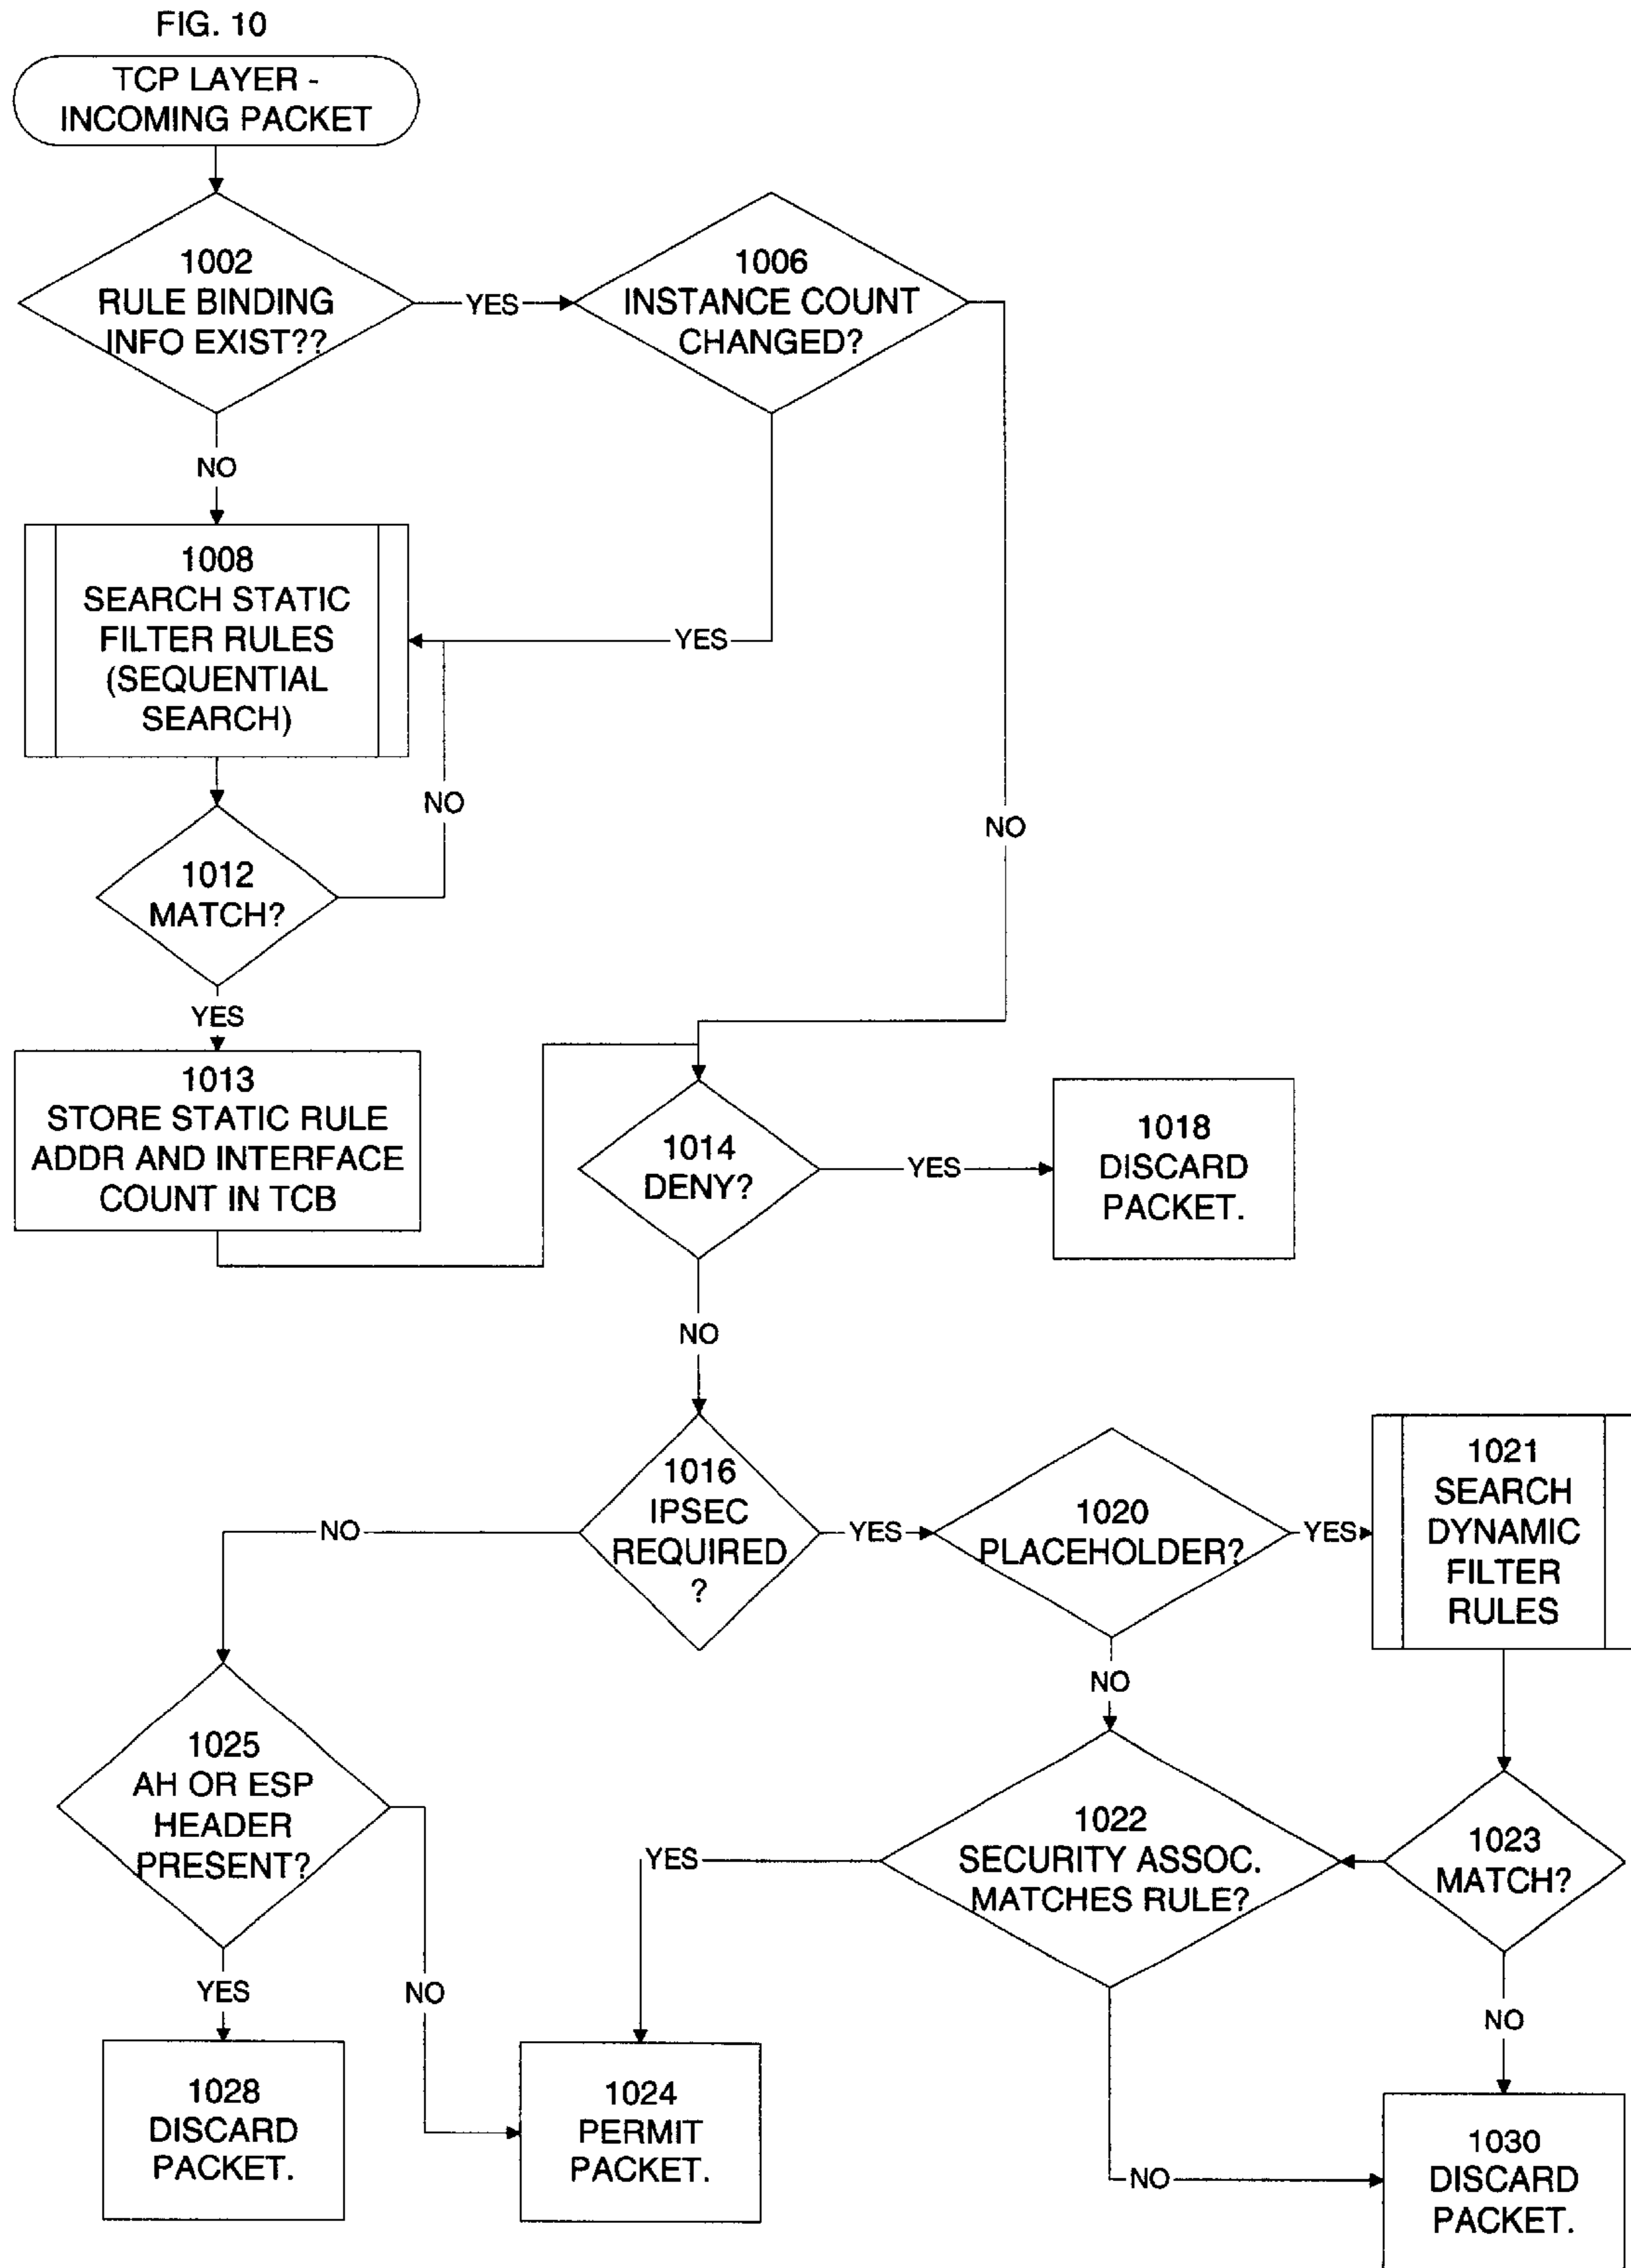 FIG. 10
TCP LAYER -
INCOMING PACKET
1002
RULE BINDING
INFO EXIST??
YES
1006
INSTANCE COUNT
CHANGED?
NO
1008
SEARCH STATIC
FILTER RULES
(SEQUENTIAL
SEARCH)
YES
NO
NO
1012
MATCH?
YES
1013
STORE STATIC RULE
ADDR AND INTERFACE
COUNT IN TCB
1014
DENY?
YES
1018
DISCARD
PACKET.
NO
1016
IPSEC
REQUIRED
?
NO
YES
1020
PLACEHOLDER?
YES
1021
SEARCH
DYNAMIC
FILTER
RULES
NO
1025
AH OR ESP
HEADER
PRESENT?
YES
1022
SECURITY ASSOC.
MATCHES RULE?
1023
MATCH?
YES
NO
NO
1028
DISCARD
PACKET.
1024
PERMIT
PACKET.
NO
1030
DISCARD
PACKET.